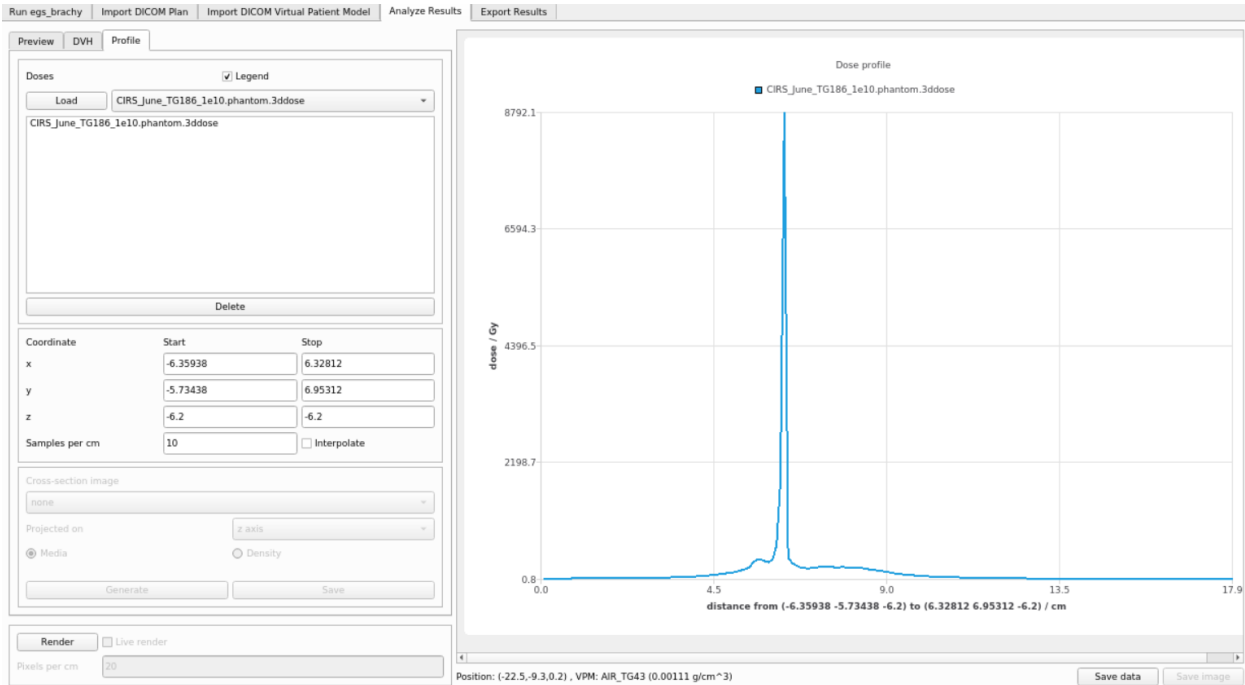 Run egs_brachy Import DICOM Plan Import DICOM Virtual Patient Model Analyze Results Export Results
Preview DVH Profile
Doses Legend
Load CIRS_June_TG186_1e10.phantom.3ddose
CIRS_June_TG186_1e10.phantom.3ddose
Delete
Coordinate Start Stop
x -6.35938 6.32812
y -5.73438 6.95312
z -6.2 -6.2
Samples per cm 10 Interpolate
Cross-section image
none
Projected on z axis
Media Density
Generate Save
Render Live render
Pixels per cm 20
Dose profile
CIRS_June_TG186_1e10.phantom.3ddose
8792.1
6594.3
4396.5
2198.7
0.8
dose / Gy
0.0 4.5 9.0 13.5 17.9
distance from (-6.35938 -5.73438 -6.2) to (6.32812 6.95312 -6.2) / cm
Position: (-22.5,-9.3,0.2) , VPM: AIR_TG43 (0.00111 g/cm^3) Save data Save image